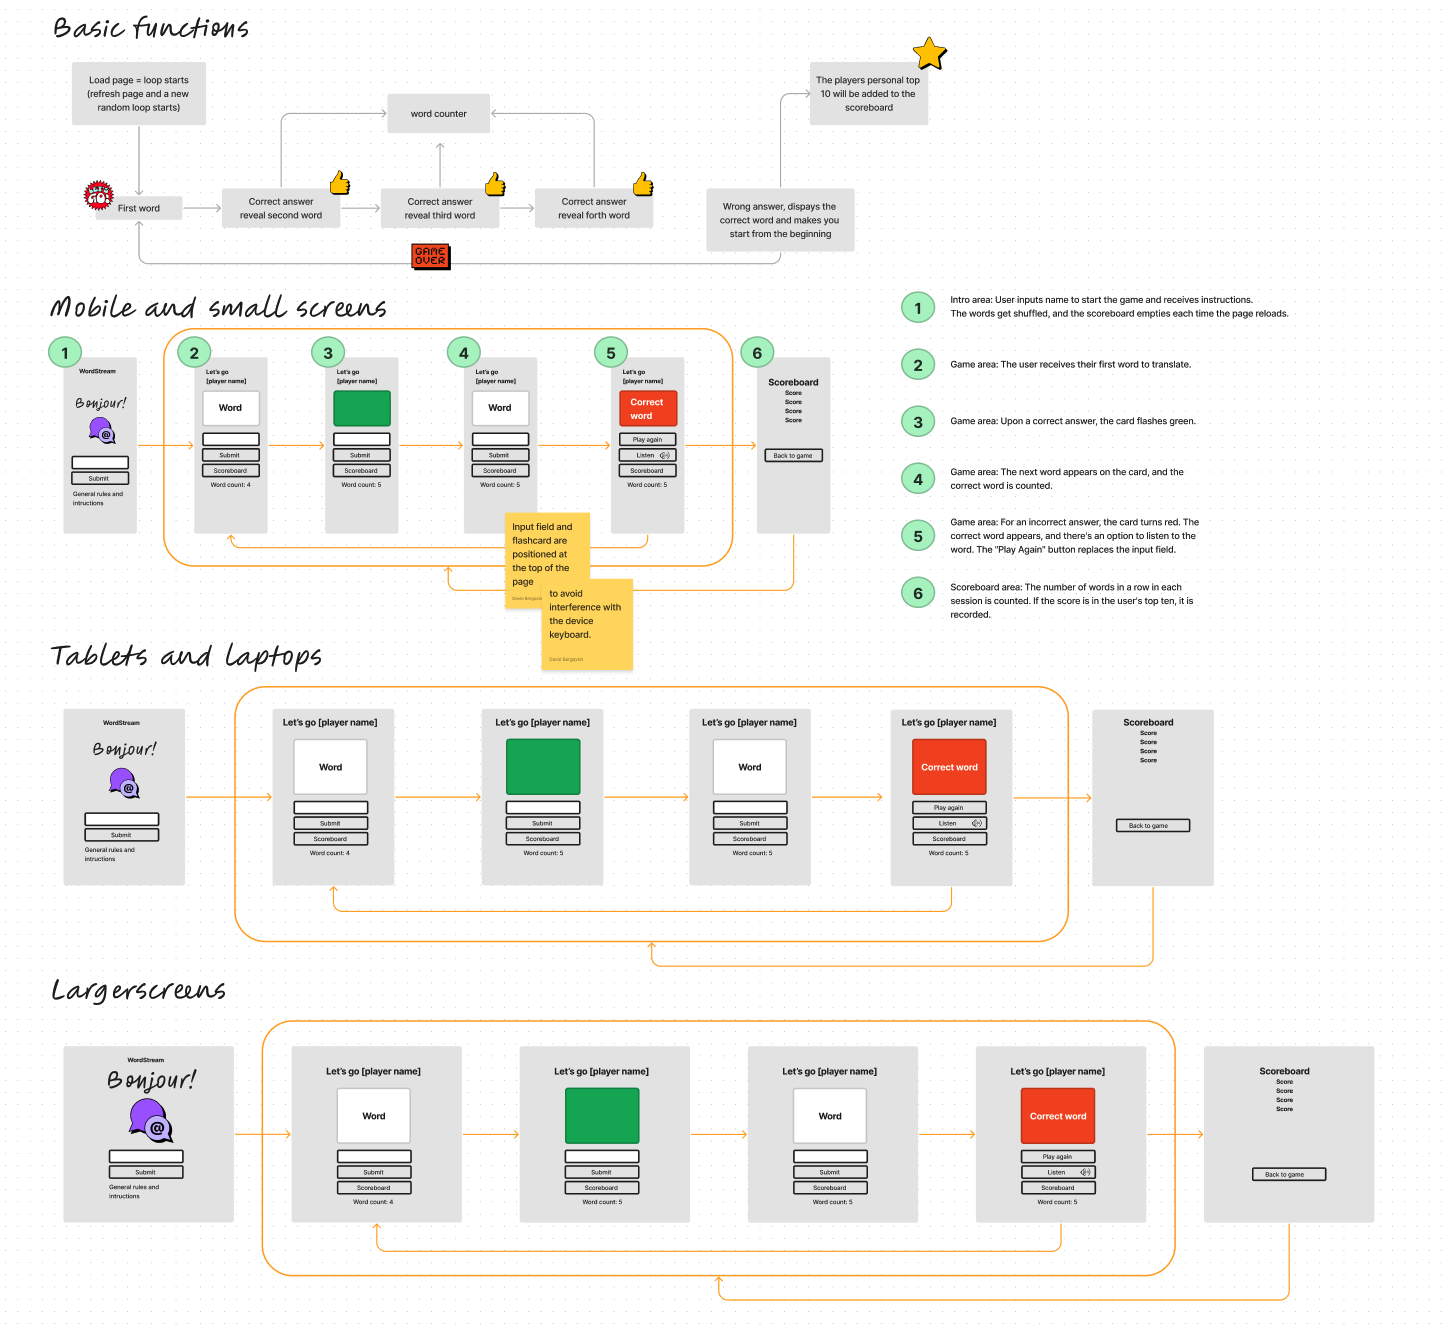 Basic functions
Load page = loop starts
(refresh page and a new
random loop starts)
The players personal top
10 will be added to the
scoreboard
word counter
LET'S
GO!
First word
Correct answer
reveal second word
Correct answer
reveal third word
Correct answer
reveal forth word
Wrong answer, dispays the
correct word and makes you
start from the beginning
GAME
OVER
Mobile and small screens
1
WordStream
Bonjour!
@
Submit
General rules and
intructions
2
Let's go
[player name]
Word
Submit
Scoreboard
Word count: 4
3
Let's go
[player name]
Submit
Scoreboard
Word count: 5
4
Let's go
[player name]
Word
Submit
Scoreboard
Word count: 5
5
Let's go
[player name]
Correct
word
Play again
Listen
Scoreboard
Word count: 5
6
Scoreboard
Score
Score
Score
Score
Back to game
Input field and
flashcard are
positioned at
the top of the
page
David Bergqvist
to avoid
interference with
the device
keyboard.
David Bergqvist
1
Intro area: User inputs name to start the game and receives instructions.
The words get shuffled, and the scoreboard empties each time the page reloads.
2
Game area: The user receives their first word to translate.
3
Game area: Upon a correct answer, the card flashes green.
4
Game area: The next word appears on the card, and the
correct word is counted.
5
Game area: For an incorrect answer, the card turns red. The
correct word appears, and there's an option to listen to the
word. The "Play Again" button replaces the input field.
6
Scoreboard area: The number of words in a row in each
session is counted. If the score is in the user's top ten, it is
recorded.
Tablets and laptops
WordStream
Bonjour!
@
Submit
General rules and
intructions
Let's go [player name]
Word
Submit
Scoreboard
Word count: 4
Let's go [player name]
Submit
Scoreboard
Word count: 5
Let's go [player name]
Word
Submit
Scoreboard
Word count: 5
Let's go [player name]
Correct word
Play again
Listen
Scoreboard
Word count: 5
Scoreboard
Score
Score
Score
Score
Back to game
Largerscreens
WordStream
Bonjour!
@
Submit
General rules and
intructions
Let's go [player name]
Word
Submit
Scoreboard
Word count: 4
Let's go [player name]
Submit
Scoreboard
Word count: 5
Let's go [player name]
Word
Submit
Scoreboard
Word count: 5
Let's go [player name]
Correct word
Play again
Listen
Scoreboard
Word count: 5
Scoreboard
Score
Score
Score
Score
Back to game